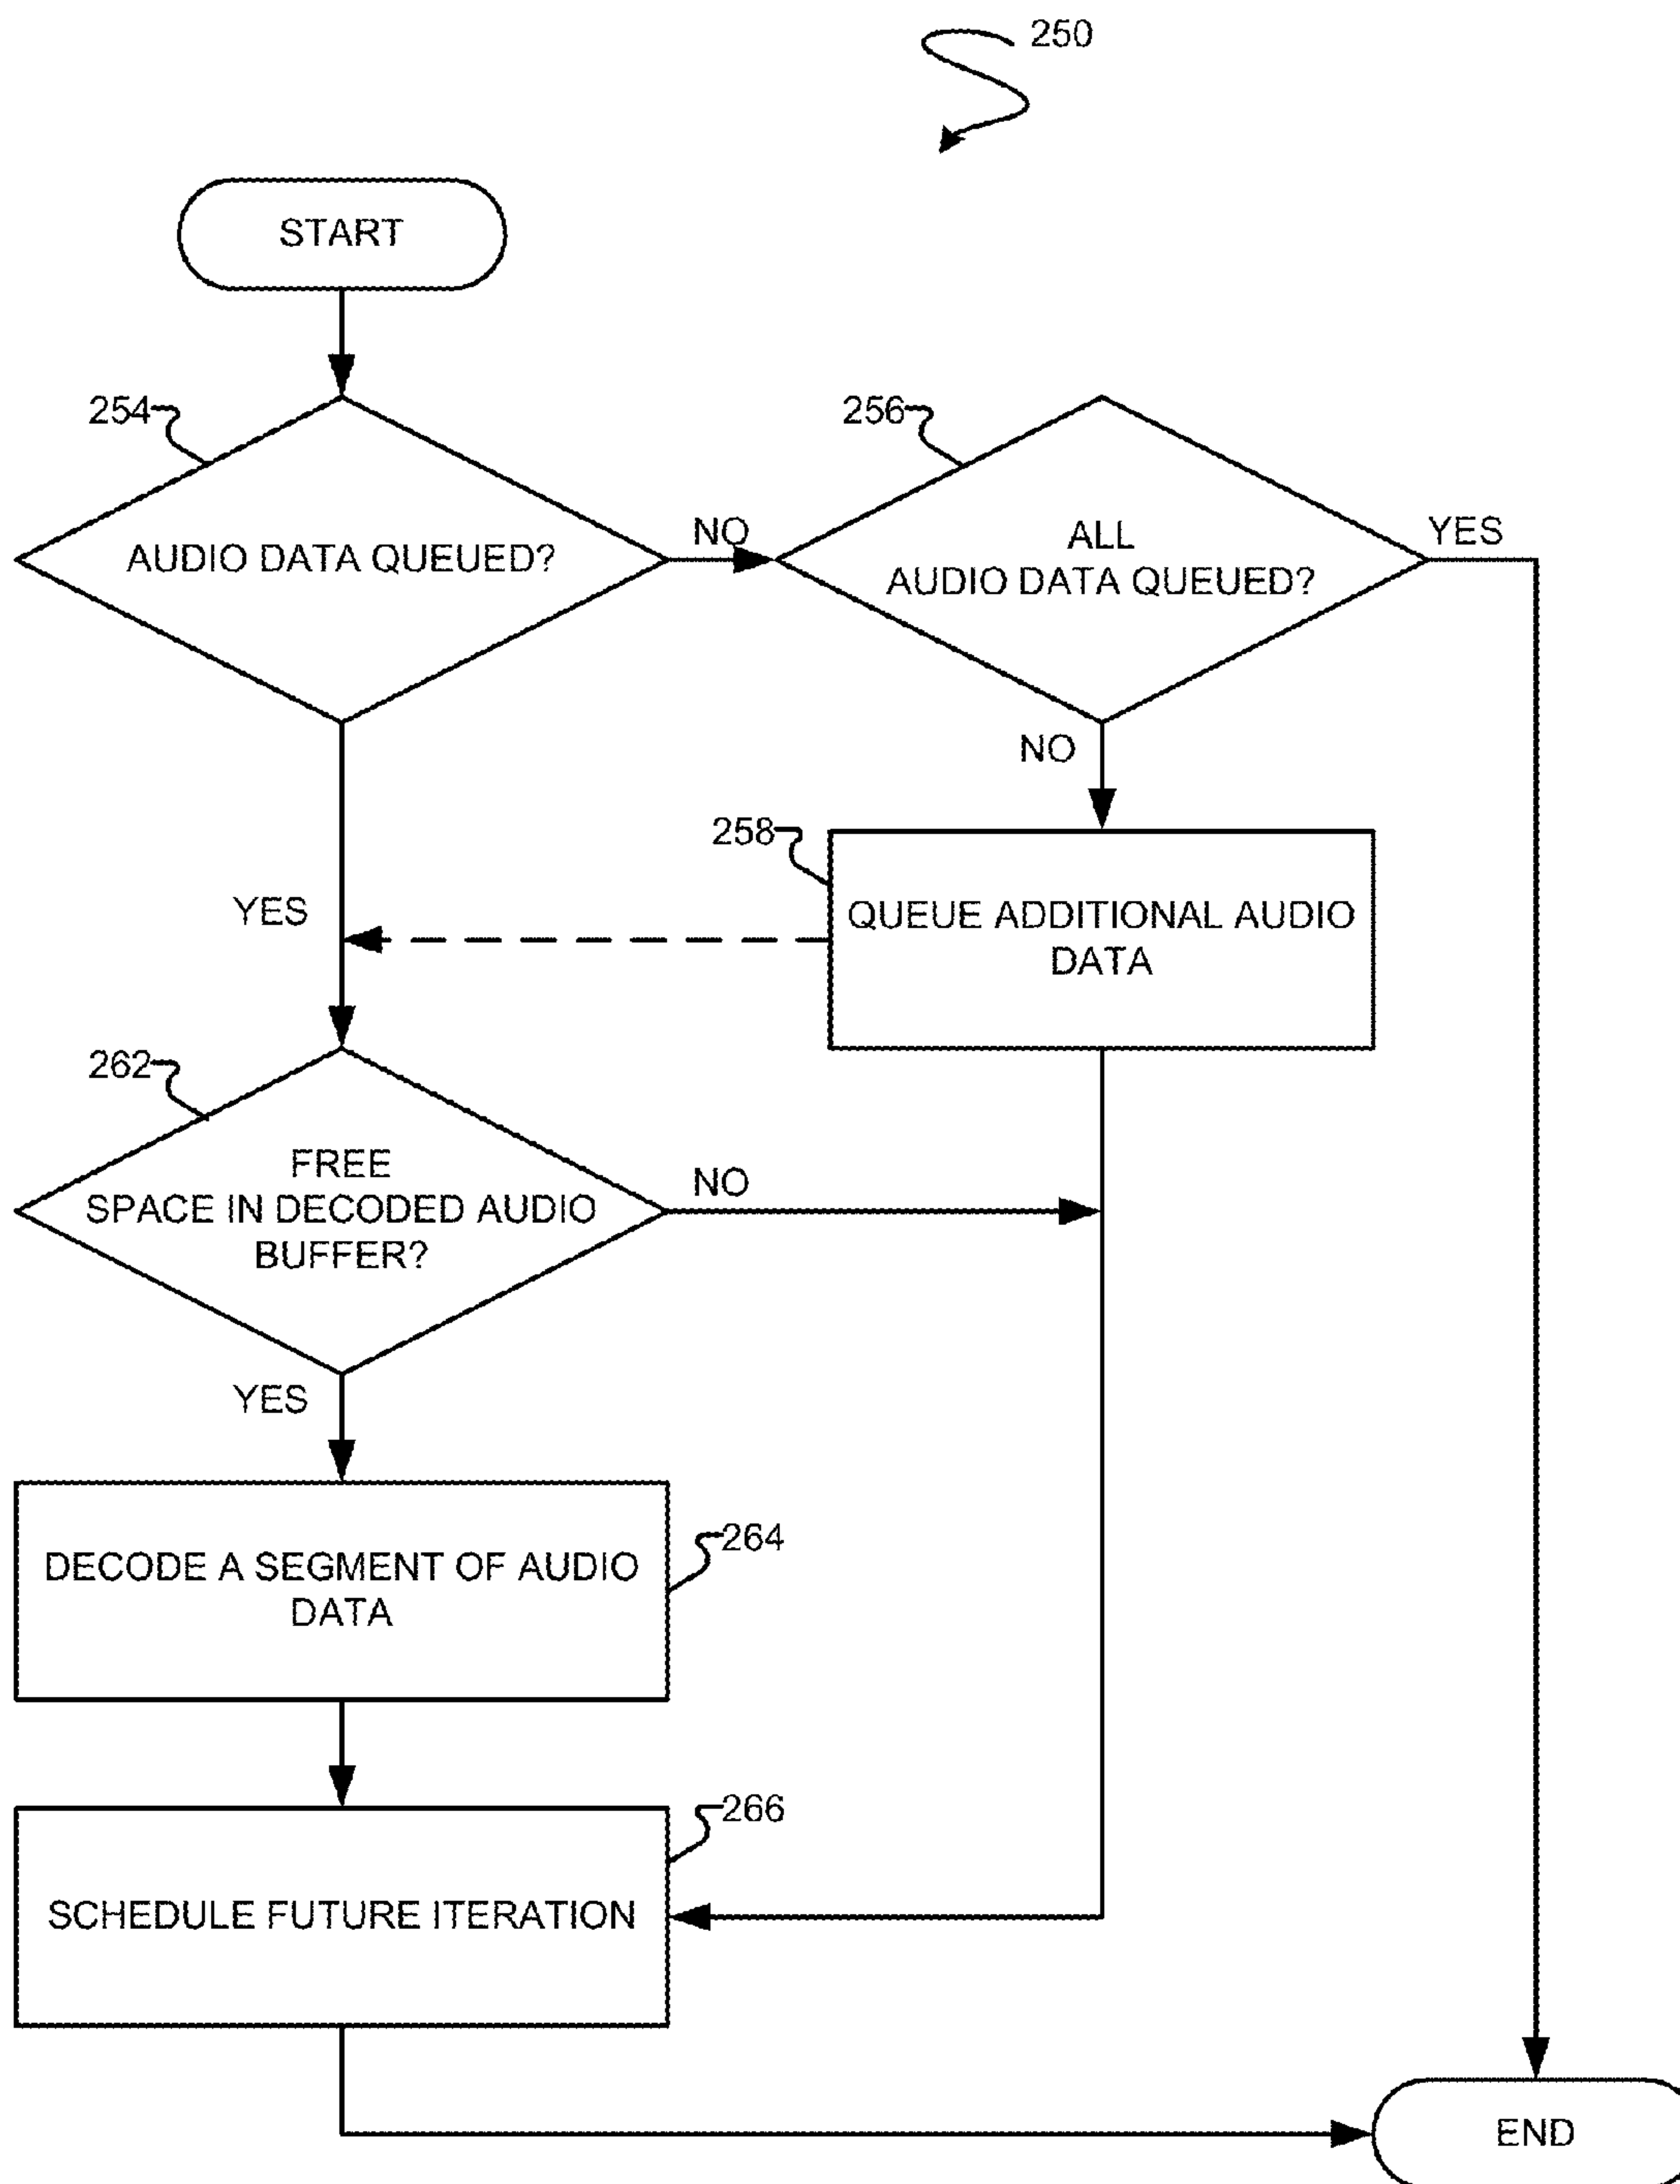 250
START
254
AUDIO DATA QUEUED?
NO
256
ALL
AUDIO DATA QUEUED?
YES
NO
258
QUEUE ADDITIONAL AUDIO
DATA
YES
262
FREE
SPACE IN DECODED AUDIO
BUFFER?
NO
YES
DECODE A SEGMENT OF AUDIO
DATA
264
SCHEDULE FUTURE ITERATION
266
END